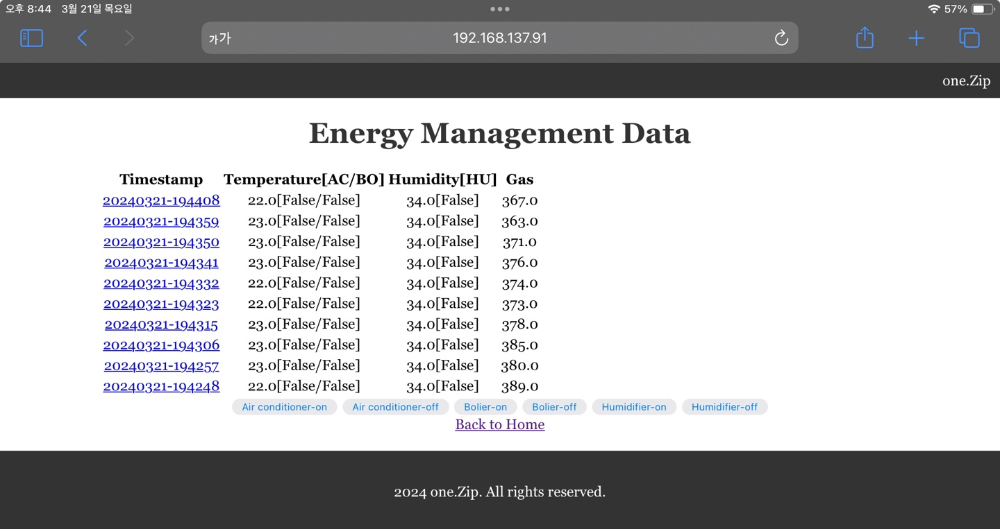 오후 8:44 3월 21일 목요일 57%
가가 192.168.137.91
one.Zip
Energy Management Data
Timestamp Temperature[AC/BO] Humidity[HU] Gas
20240321-194408 22.0[False/False] 34.0[False] 367.0
20240321-194359 23.0[False/False] 34.0[False] 363.0
20240321-194350 23.0[False/False] 34.0[False] 371.0
20240321-194341 23.0[False/False] 34.0[False] 376.0
20240321-194332 22.0[False/False] 34.0[False] 374.0
20240321-194323 22.0[False/False] 34.0[False] 373.0
20240321-194315 23.0[False/False] 34.0[False] 378.0
20240321-194306 23.0[False/False] 34.0[False] 385.0
20240321-194257 23.0[False/False] 34.0[False] 380.0
20240321-194248 22.0[False/False] 34.0[False] 389.0
Air conditioner-on Air conditioner-off Bolier-on Bolier-off Humidifier-on Humidifier-off
Back to Home
2024 one.Zip. All rights reserved.